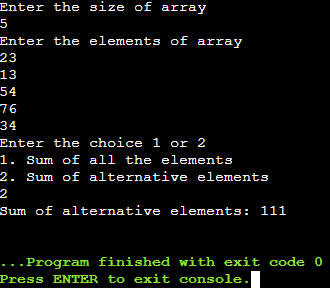 Enter the size of array
5
Enter the elements of array
23
13
54
76
34
Enter the choice 1 or 2
1. Sum of all the elements
2. Sum of alternative elements
2
Sum of alternative elements: 111
...Program finished with exit code 0
Press ENTER to exit console.